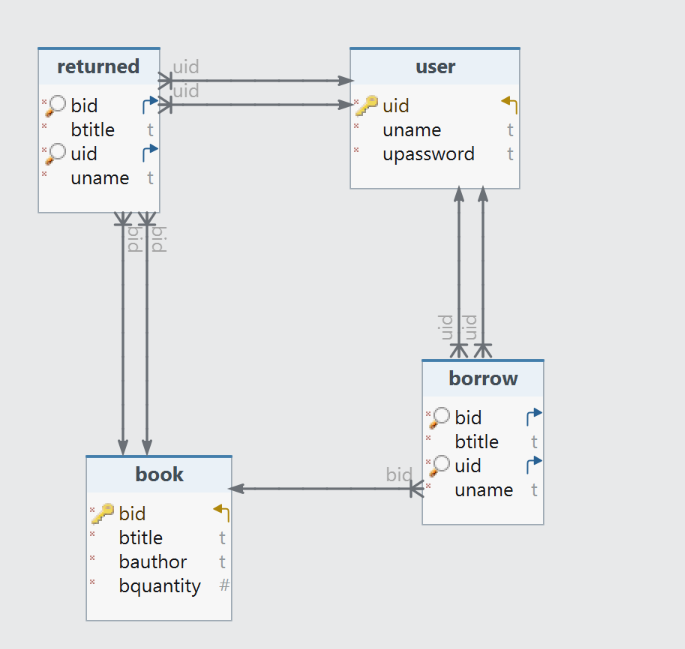 returned
bid
btitle t
uid
uname t
uid
uid
user
uid
uname t
upassword t
bid
bid
uid
uid
borrow
bid
btitle t
uid
uname t
bid
book
bid
btitle t
bauthor t
bquantity #